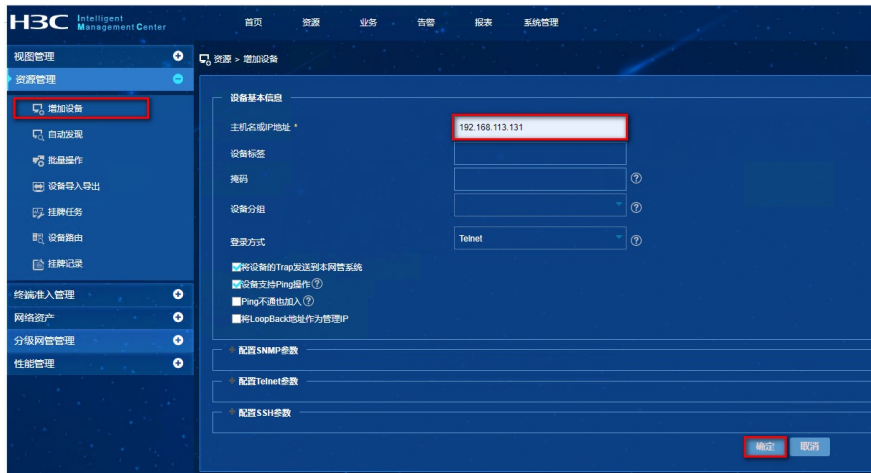 H3C Intelligent Management Center
首页 资源 业务 告警 报表 系统管理
视图管理
资源管理
增加设备
自动发现
批量操作
设备导入导出
挂牌任务
设备路由
挂牌记录
终端准入管理
网络资产
分级网管管理
性能管理
资源 > 增加设备
设备基本信息
主机名或IP地址 * 192.168.113.131
设备标签
掩码 ?
设备分组 ?
登录方式 Telnet ?
将设备的Trap发送到本网管系统
设备支持Ping操作 ?
Ping不通也加入 ?
将LoopBack地址作为管理IP
配置SNMP参数
配置Telnet参数
配置SSH参数
确定 取消